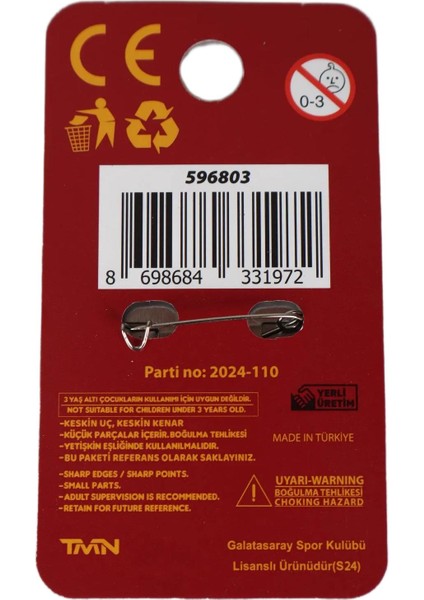 CE
0-3
596803
8 698684 331972
Parti no: 2024-110
3 YAŞ ALTI ÇOCUKLARIN KULLANIMI İÇİN UYGUN DEĞİLDİR.
NOT SUITABLE FOR CHILDREN UNDER 3 YEARS OLD.
-KESKİN UÇ, KESKİN KENAR
-KÜÇÜK PARÇALAR İÇERİR.BOĞULMA TEHLİKESİ
-YETİŞKİN EŞLİĞİNDE KULLANILMALIDIR.
-BU PAKETİ REFERANS OLARAK SAKLAYINIZ.
-SHARP EDGES / SHARP POINTS.
-SMALL PARTS.
-ADULT SUPERVISION IS RECOMMENDED.
-RETAIN FOR FUTURE REFERENCE.
YERLİ
ÜRETİM
MADE IN TÜRKİYE
UYARI-WARNING
BOĞULMA TEHLİKESİ
CHOKING HAZARD
TMN
Galatasaray Spor Kulübü
Lisanslı Ürünüdür(S24)